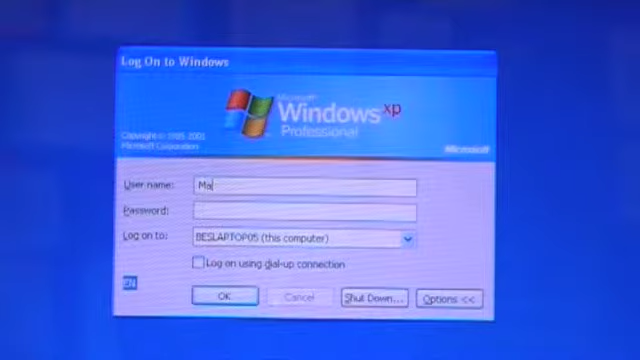 Log On to Windows
Microsoft
Windows xp
Professional
Copyright © 1985-2001
Microsoft Corporation
Microsoft
User name: Ma
Password:
Log on to: BESLAPTOP05 (this computer)
Log on using dial-up connection
EN
OK Cancel Shut Down... Options <<